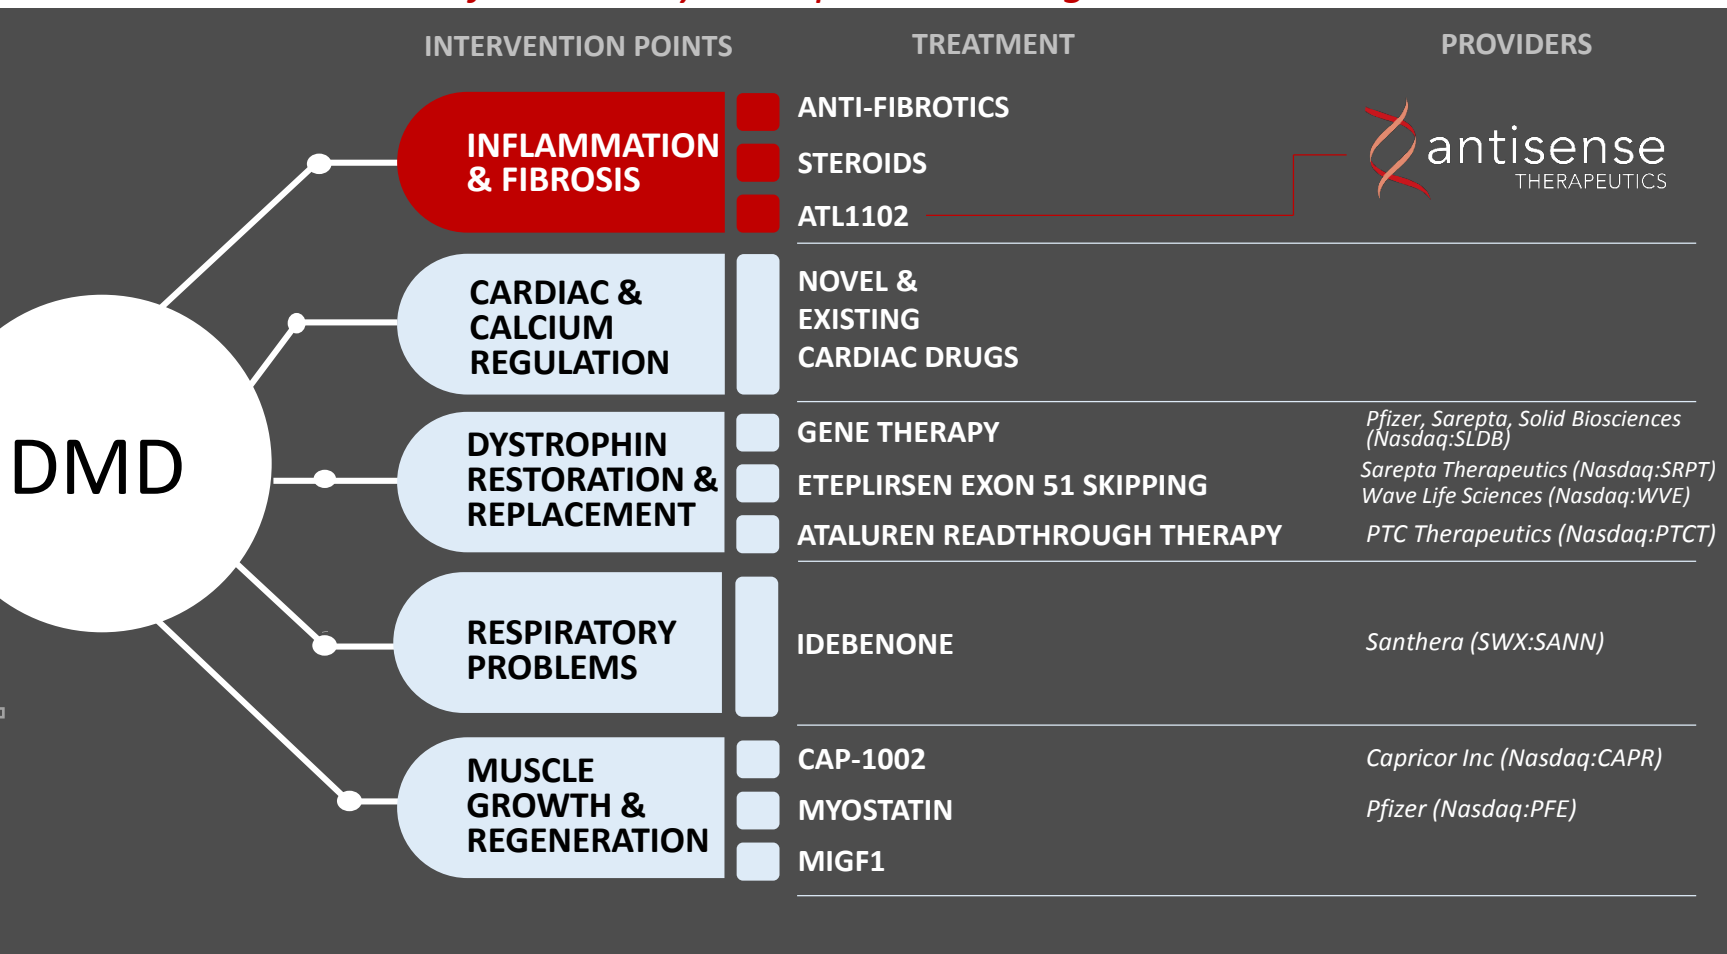 INTERVENTION POINTS
TREATMENT
PROVIDERS
DMD
INFLAMMATION
& FIBROSIS
ANTI-FIBROTICS
STEROIDS
ATL1102
antisense
THERAPEUTICS
CARDIAC &
CALCIUM
REGULATION
NOVEL &
EXISTING
CARDIAC DRUGS
DYSTROPHIN
RESTORATION &
REPLACEMENT
GENE THERAPY
Pfizer, Sarepta, Solid Biosciences
(Nasdaq:SLDB)
ETEPLIRSEN EXON 51 SKIPPING
Sarepta Therapeutics (Nasdaq:SRPT)
Wave Life Sciences (Nasdaq:WVE)
ATALUREN READTHROUGH THERAPY
PTC Therapeutics (Nasdaq:PTCT)
RESPIRATORY
PROBLEMS
IDEBENONE
Santhera (SWX:SANN)
MUSCLE
GROWTH &
REGENERATION
CAP-1002
Capricor Inc (Nasdaq:CAPR)
MYOSTATIN
Pfizer (Nasdaq:PFE)
MIGF1